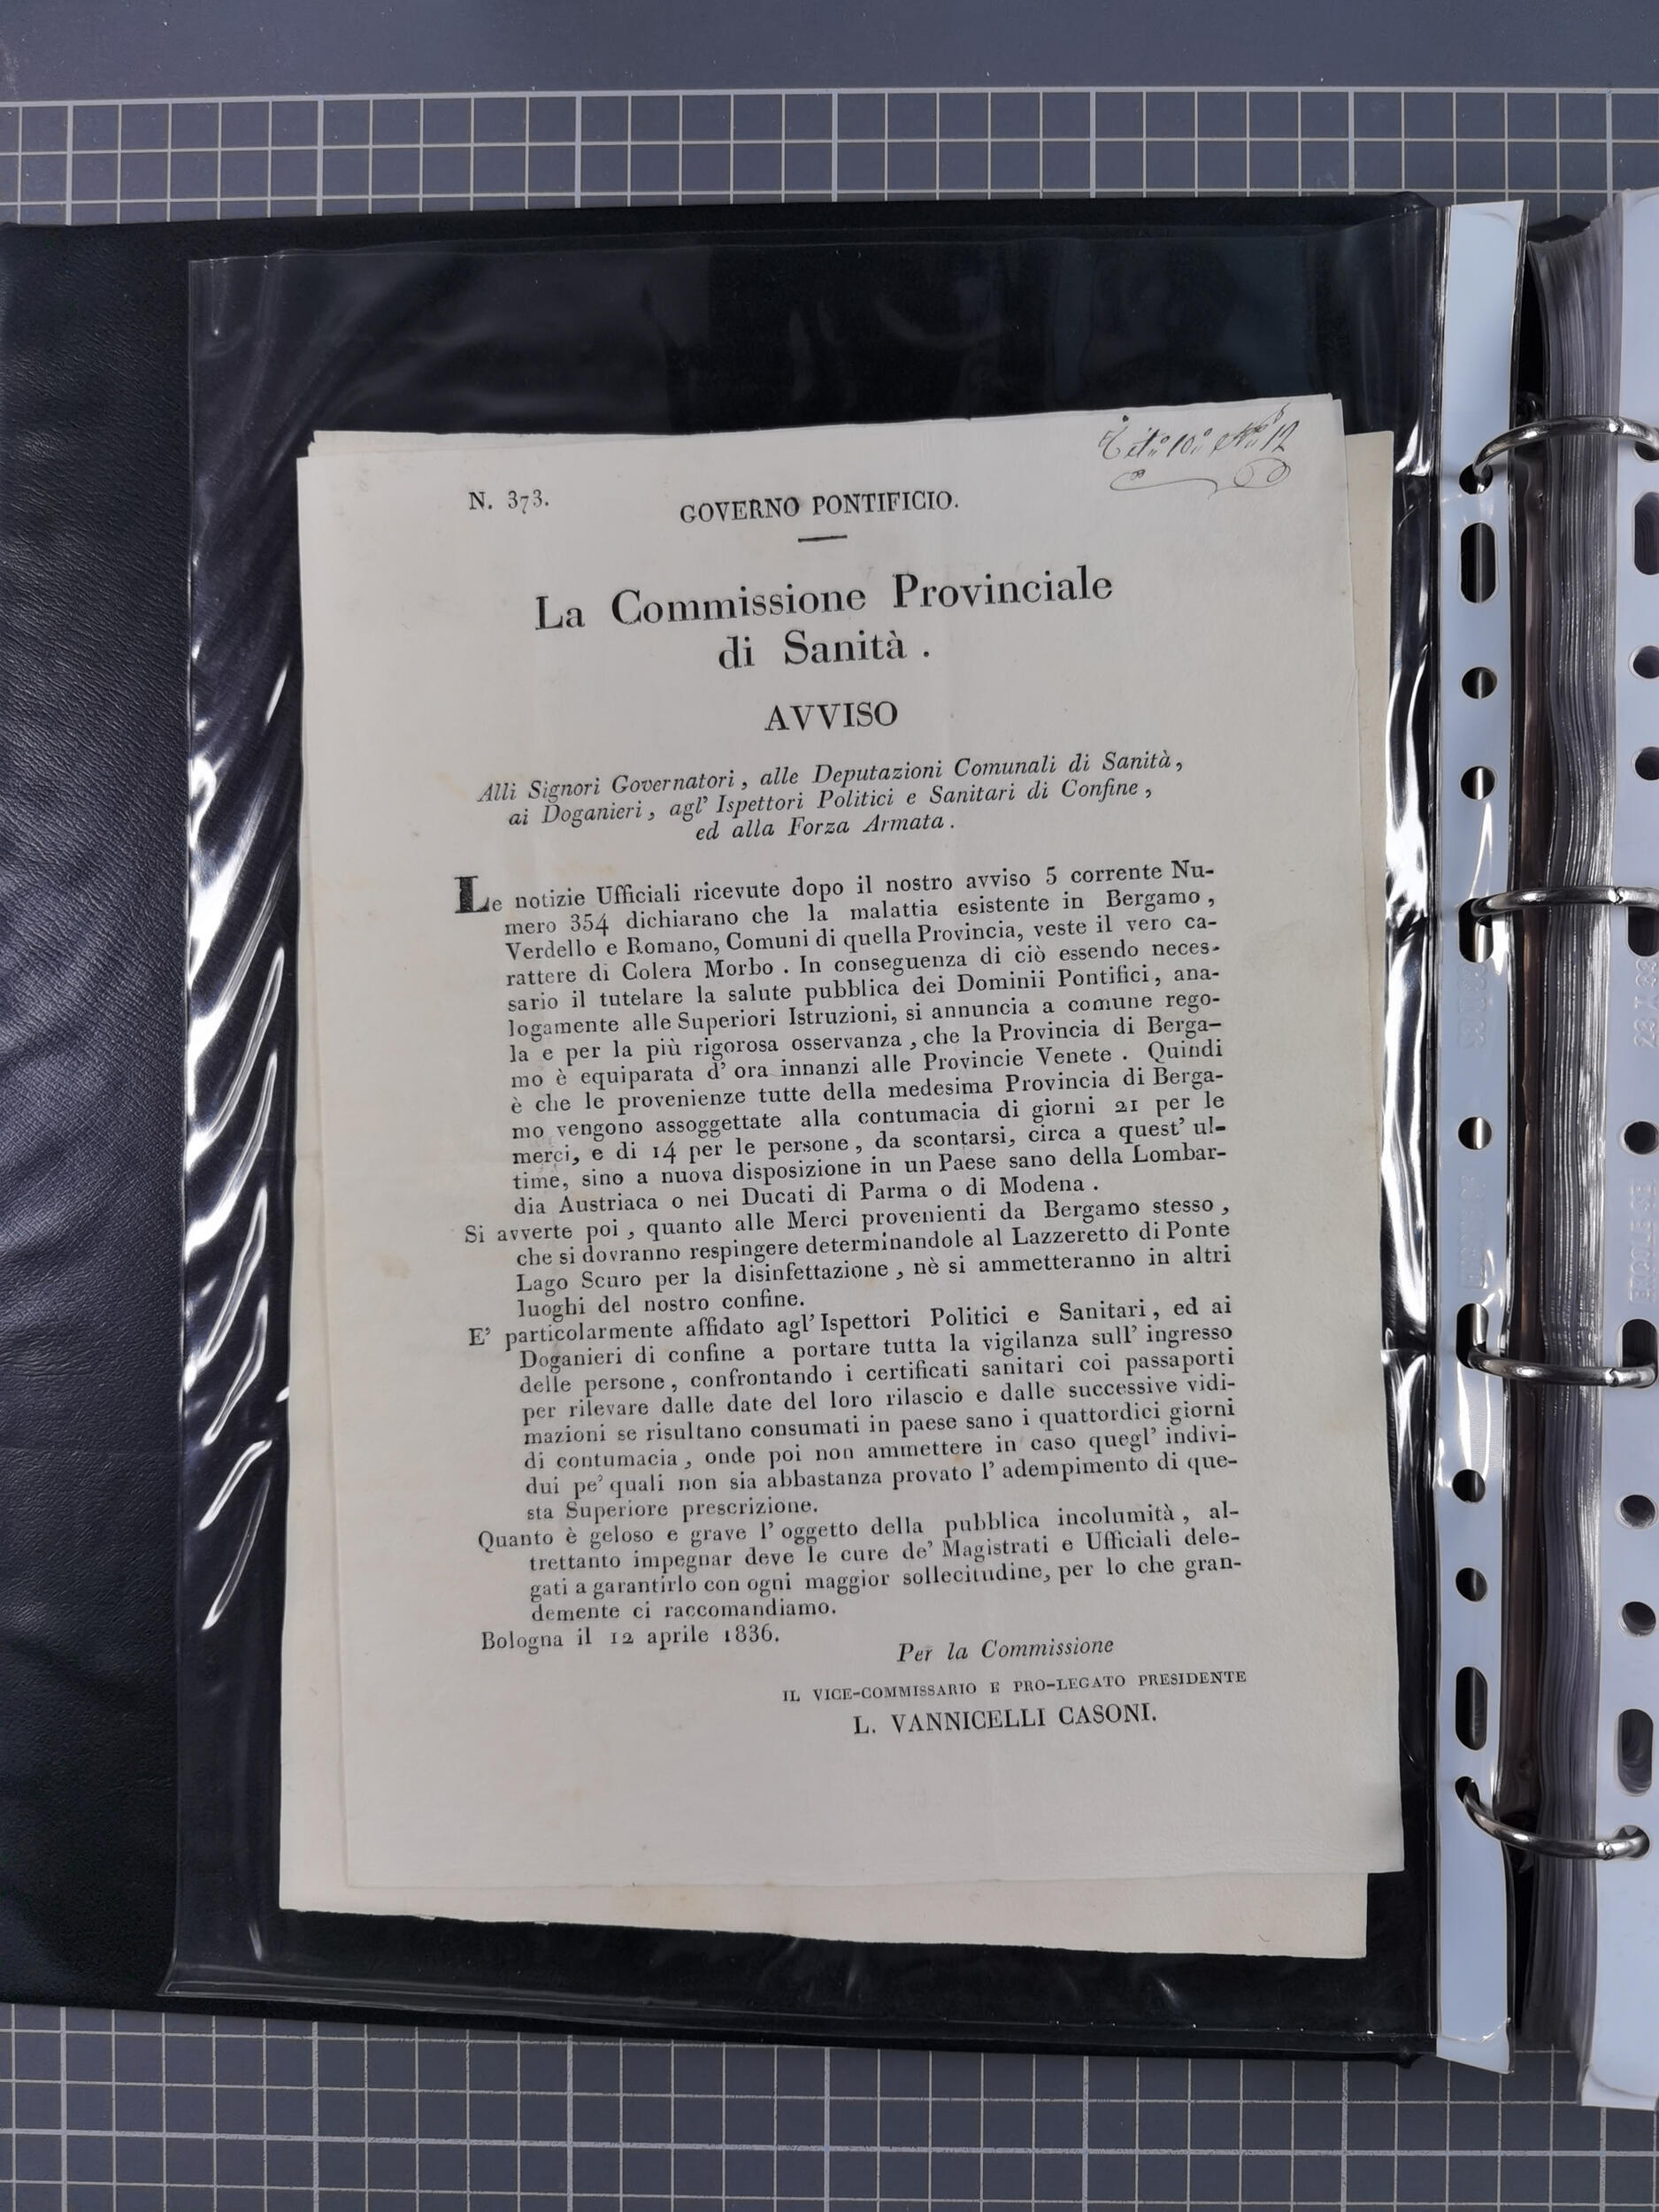 Tit.° 10.° N.° 12
N. 373.
GOVERNO PONTIFICIO.
La Commissione Provinciale
di Sanità .
AVVISO
Alli Signori Governatori , alle Deputazioni Comunali di Sanità ,
ai Doganieri , agl' Ispettori Politici e Sanitari di Confine ,
ed alla Forza Armata .
Le notizie Ufficiali ricevute dopo il nostro avviso 5 corrente Nu-
mero 354 dichiarano che la malattia esistente in Bergamo ,
Verdello e Romano, Comuni di quella Provincia, veste il vero ca-
rattere di Colera Morbo . In conseguenza di ciò essendo neces-
sario il tutelare la salute pubblica dei Dominii Pontifici , ana-
logamente alle Superiori Istruzioni, si annuncia a comune rego-
la e per la più rigorosa osservanza , che la Provincia di Berga-
mo è equiparata d' ora innanzi alle Provincie Venete . Quindi
è che le provenienze tutte della medesima Provincia di Berga-
mo vengono assoggettate alla contumacia di giorni 21 per le
merci, e di 14 per le persone , da scontarsi, circa a quest' ul-
time, sino a nuova disposizione in un Paese sano della Lombar-
dia Austriaca o nei Ducati di Parma o di Modena .
Si avverte poi , quanto alle Merci provenienti da Bergamo stesso ,
che si dovranno respingere determinandole al Lazzeretto di Ponte
Lago Scuro per la disinfettazione , nè si ammetteranno in altri
luoghi del nostro confine.
E' particolarmente affidato agl' Ispettori Politici e Sanitari , ed ai
Doganieri di confine a portare tutta la vigilanza sull' ingresso
delle persone , confrontando i certificati sanitari coi passaporti
per rilevare dalle date del loro rilascio e dalle successive vidi-
mazioni se risultano consumati in paese sano i quattordici giorni
di contumacia , onde poi non ammettere in caso quegl' indivi-
dui pe' quali non sia abbastanza provato l' adempimento di que-
sta Superiore prescrizione.
Quanto è geloso e grave l' oggetto della pubblica incolumità , al-
trettanto impegnar deve le cure de' Magistrati e Ufficiali dele-
gati a garantirlo con ogni maggior sollecitudine, per lo che gran-
demente ci raccomandiamo.
Bologna il 12 aprile 1836.
Per la Commissione
IL VICE-COMMISSARIO E PRO-LEGATO PRESIDENTE
L. VANNICELLI CASONI.